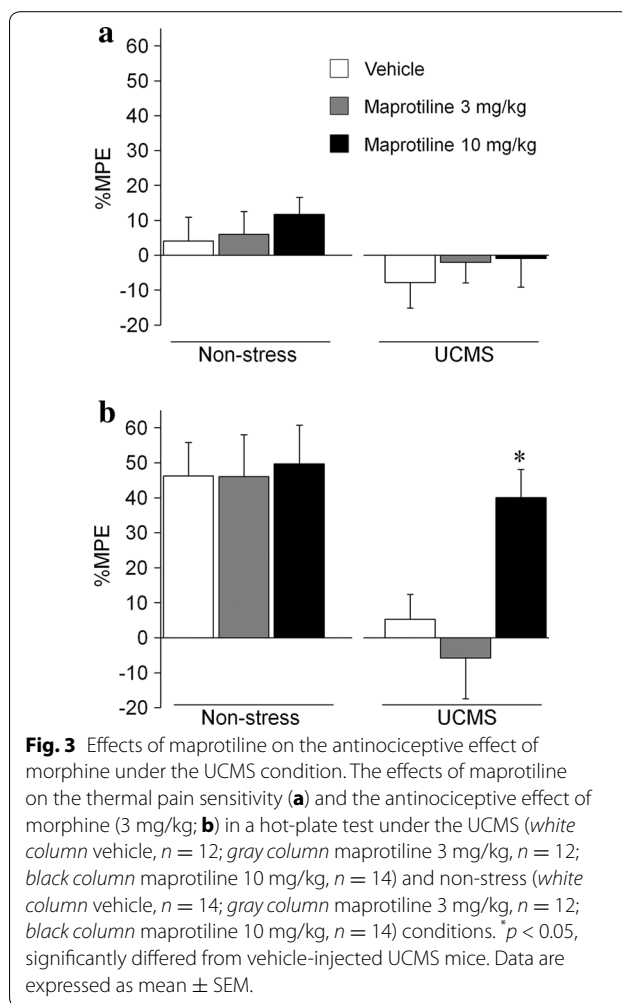 a
60
50
40
30
20
10
0
-10
-20
%MPE
Vehicle
Maprotiline 3 mg/kg
Maprotiline 10 mg/kg
Non-stress
UCMS
b
60
50
40
30
20
10
0
-10
-20
%MPE
*
Non-stress
UCMS
Fig. 3 Effects of maprotiline on the antinociceptive effect of
morphine under the UCMS condition. The effects of maprotiline
on the thermal pain sensitivity (a) and the antinociceptive effect of
morphine (3 mg/kg; b) in a hot-plate test under the UCMS (white
column vehicle, n = 12; gray column maprotiline 3 mg/kg, n = 12;
black column maprotiline 10 mg/kg, n = 14) and non-stress (white
column vehicle, n = 14; gray column maprotiline 3 mg/kg, n = 12;
black column maprotiline 10 mg/kg, n = 14) conditions. *p < 0.05,
significantly differed from vehicle-injected UCMS mice. Data are
expressed as mean ± SEM.